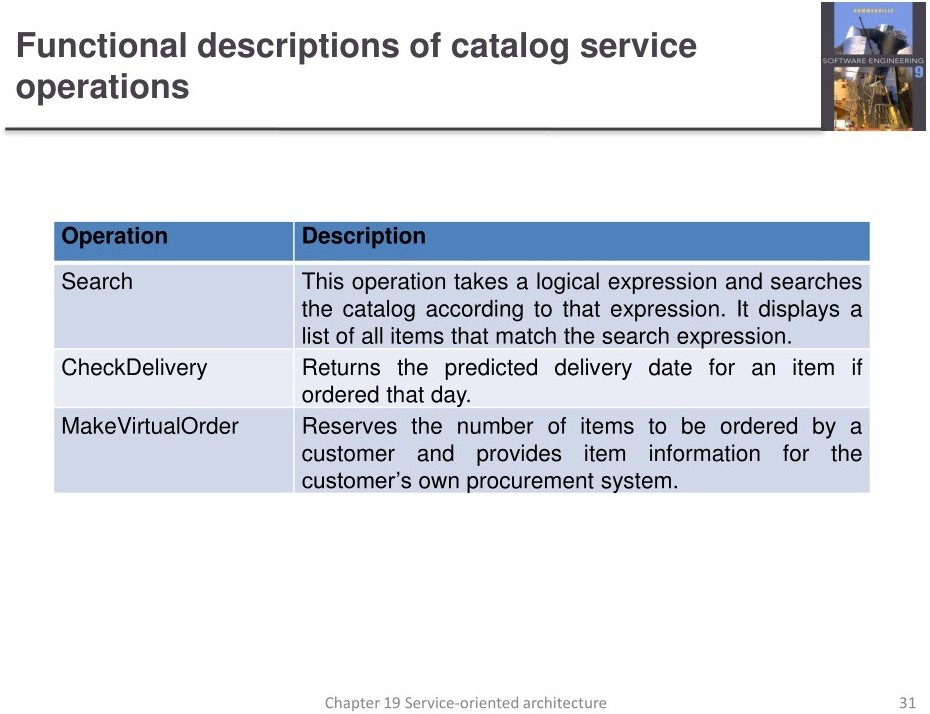 Functional descriptions of catalog service
operations
SOMMERVILLE
SOFTWARE ENGINEERING
9
Operation
Description
Search
This operation takes a logical expression and searches
the catalog according to that expression. It displays a
list of all items that match the search expression.
CheckDelivery
Returns the predicted delivery date for an item if
ordered that day.
MakeVirtualOrder
Reserves the number of items to be ordered by a
customer and provides item information for the
customer’s own procurement system.
Chapter 19 Service-oriented architecture
31